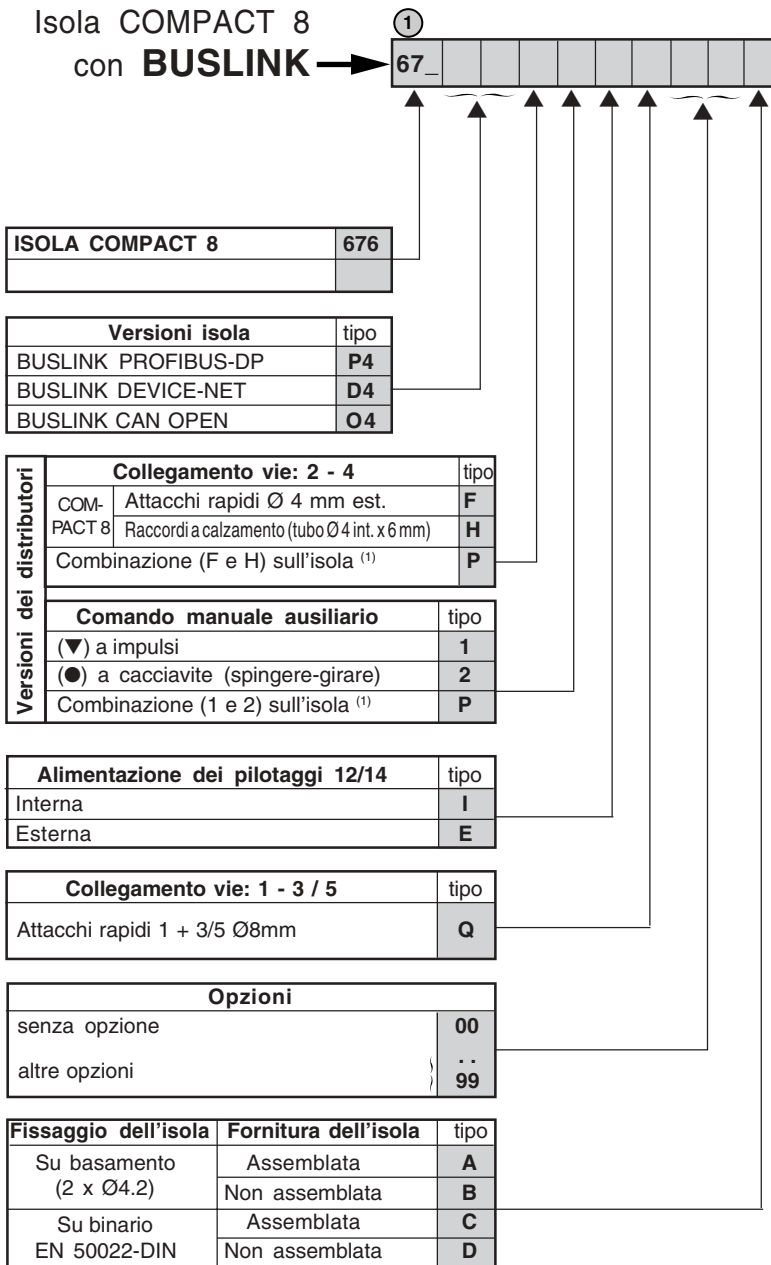 Isola COMPACT 8
1
con BUSLINK
67_
ISOLA COMPACT 8 676
Versioni isola tipo
BUSLINK PROFIBUS-DP P4
BUSLINK DEVICE-NET D4
BUSLINK CAN OPEN O4
Versioni dei distributori
Collegamento vie: 2 - 4 tipo
COM-
PACT 8
Attacchi rapidi Ø 4 mm est. F
Raccordi a calzamento (tubo Ø 4 int. x 6 mm) H
Combinazione (F e H) sull'isola (1) P
Comando manuale ausiliario tipo
(▼) a impulsi 1
(●) a cacciavite (spingere-girare) 2
Combinazione (1 e 2) sull'isola (1) P
Alimentazione dei pilotaggi 12/14 tipo
Interna I
Esterna E
Collegamento vie: 1 - 3 / 5 tipo
Attacchi rapidi 1 + 3/5 Ø8mm Q
Opzioni
senza opzione 00
altre opzioni . . 99
Fissaggio dell'isola Fornitura dell'isola tipo
Su basamento
(2 x Ø4.2)
Assemblata A
Non assemblata B
Su binario
EN 50022-DIN
Assemblata C
Non assemblata D